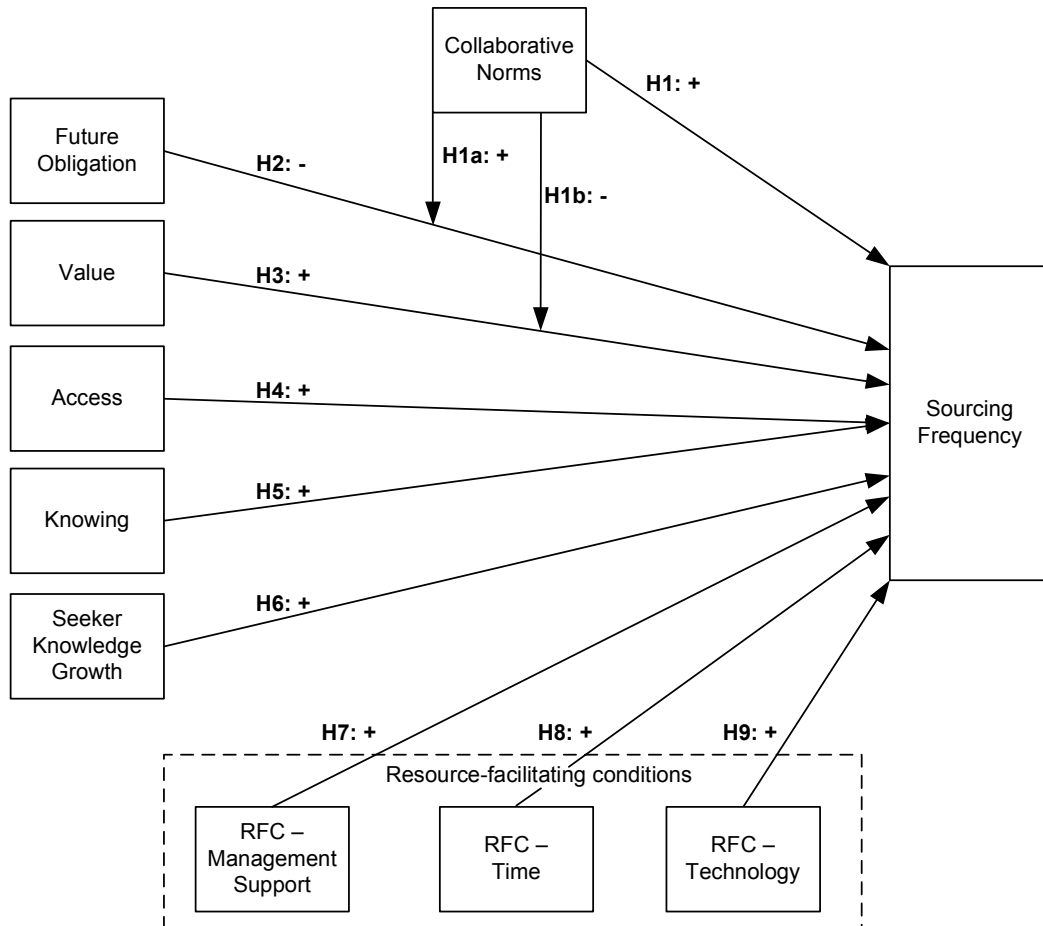 Collaborative
Norms
H1: +
Future
Obligation
H2: -
H1a: +
H1b: -
Value
H3: +
Access
H4: +
Sourcing
Frequency
Knowing
H5: +
Seeker
Knowledge
Growth
H6: +
H7: +
H8: +
H9: +
Resource-facilitating conditions
RFC –
Management
Support
RFC –
Time
RFC –
Technology